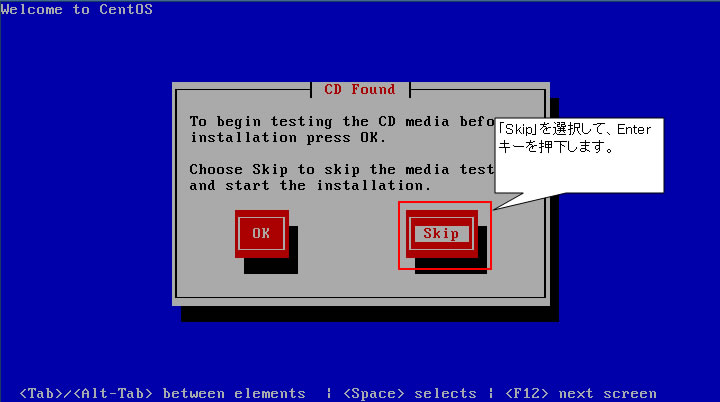 Welcome to CentOS
CD Found
To begin testing the CD media befo
installation press OK.
Choose Skip to skip the media test
and start the installation.
「Skip」を選択して、Enter
キーを押下します。
OK
Skip
<Tab>/<Alt-Tab> between elements | <Space> selects | <F12> next screen